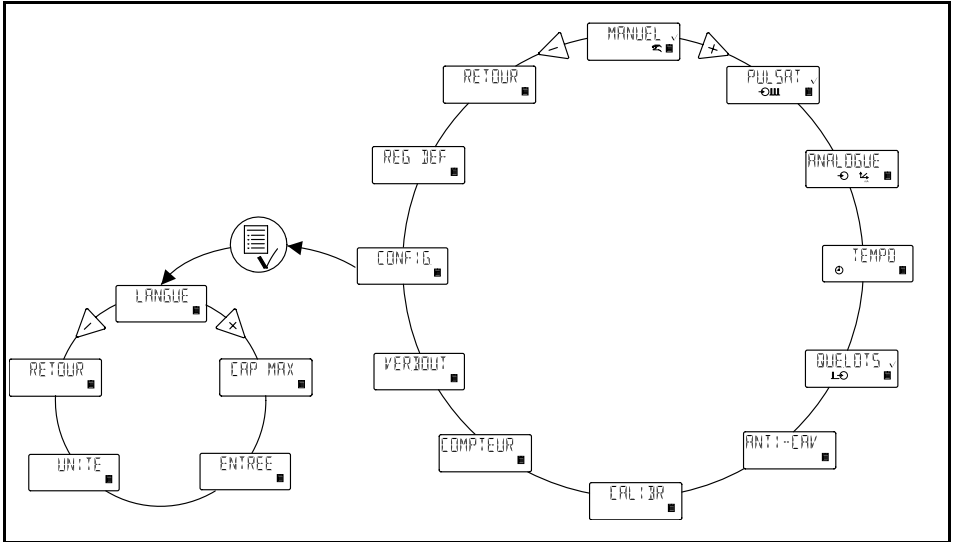 MANUEL
PULSAT
ANALOGUE
TEMPO
QUELOTS
ANTI-CAV
CALIBR
COMPTEUR
VERBOUT
CONFIG
REG DEF
RETOUR
LANGUE
CAP MAX
ENTREE
UNITE
RETOUR